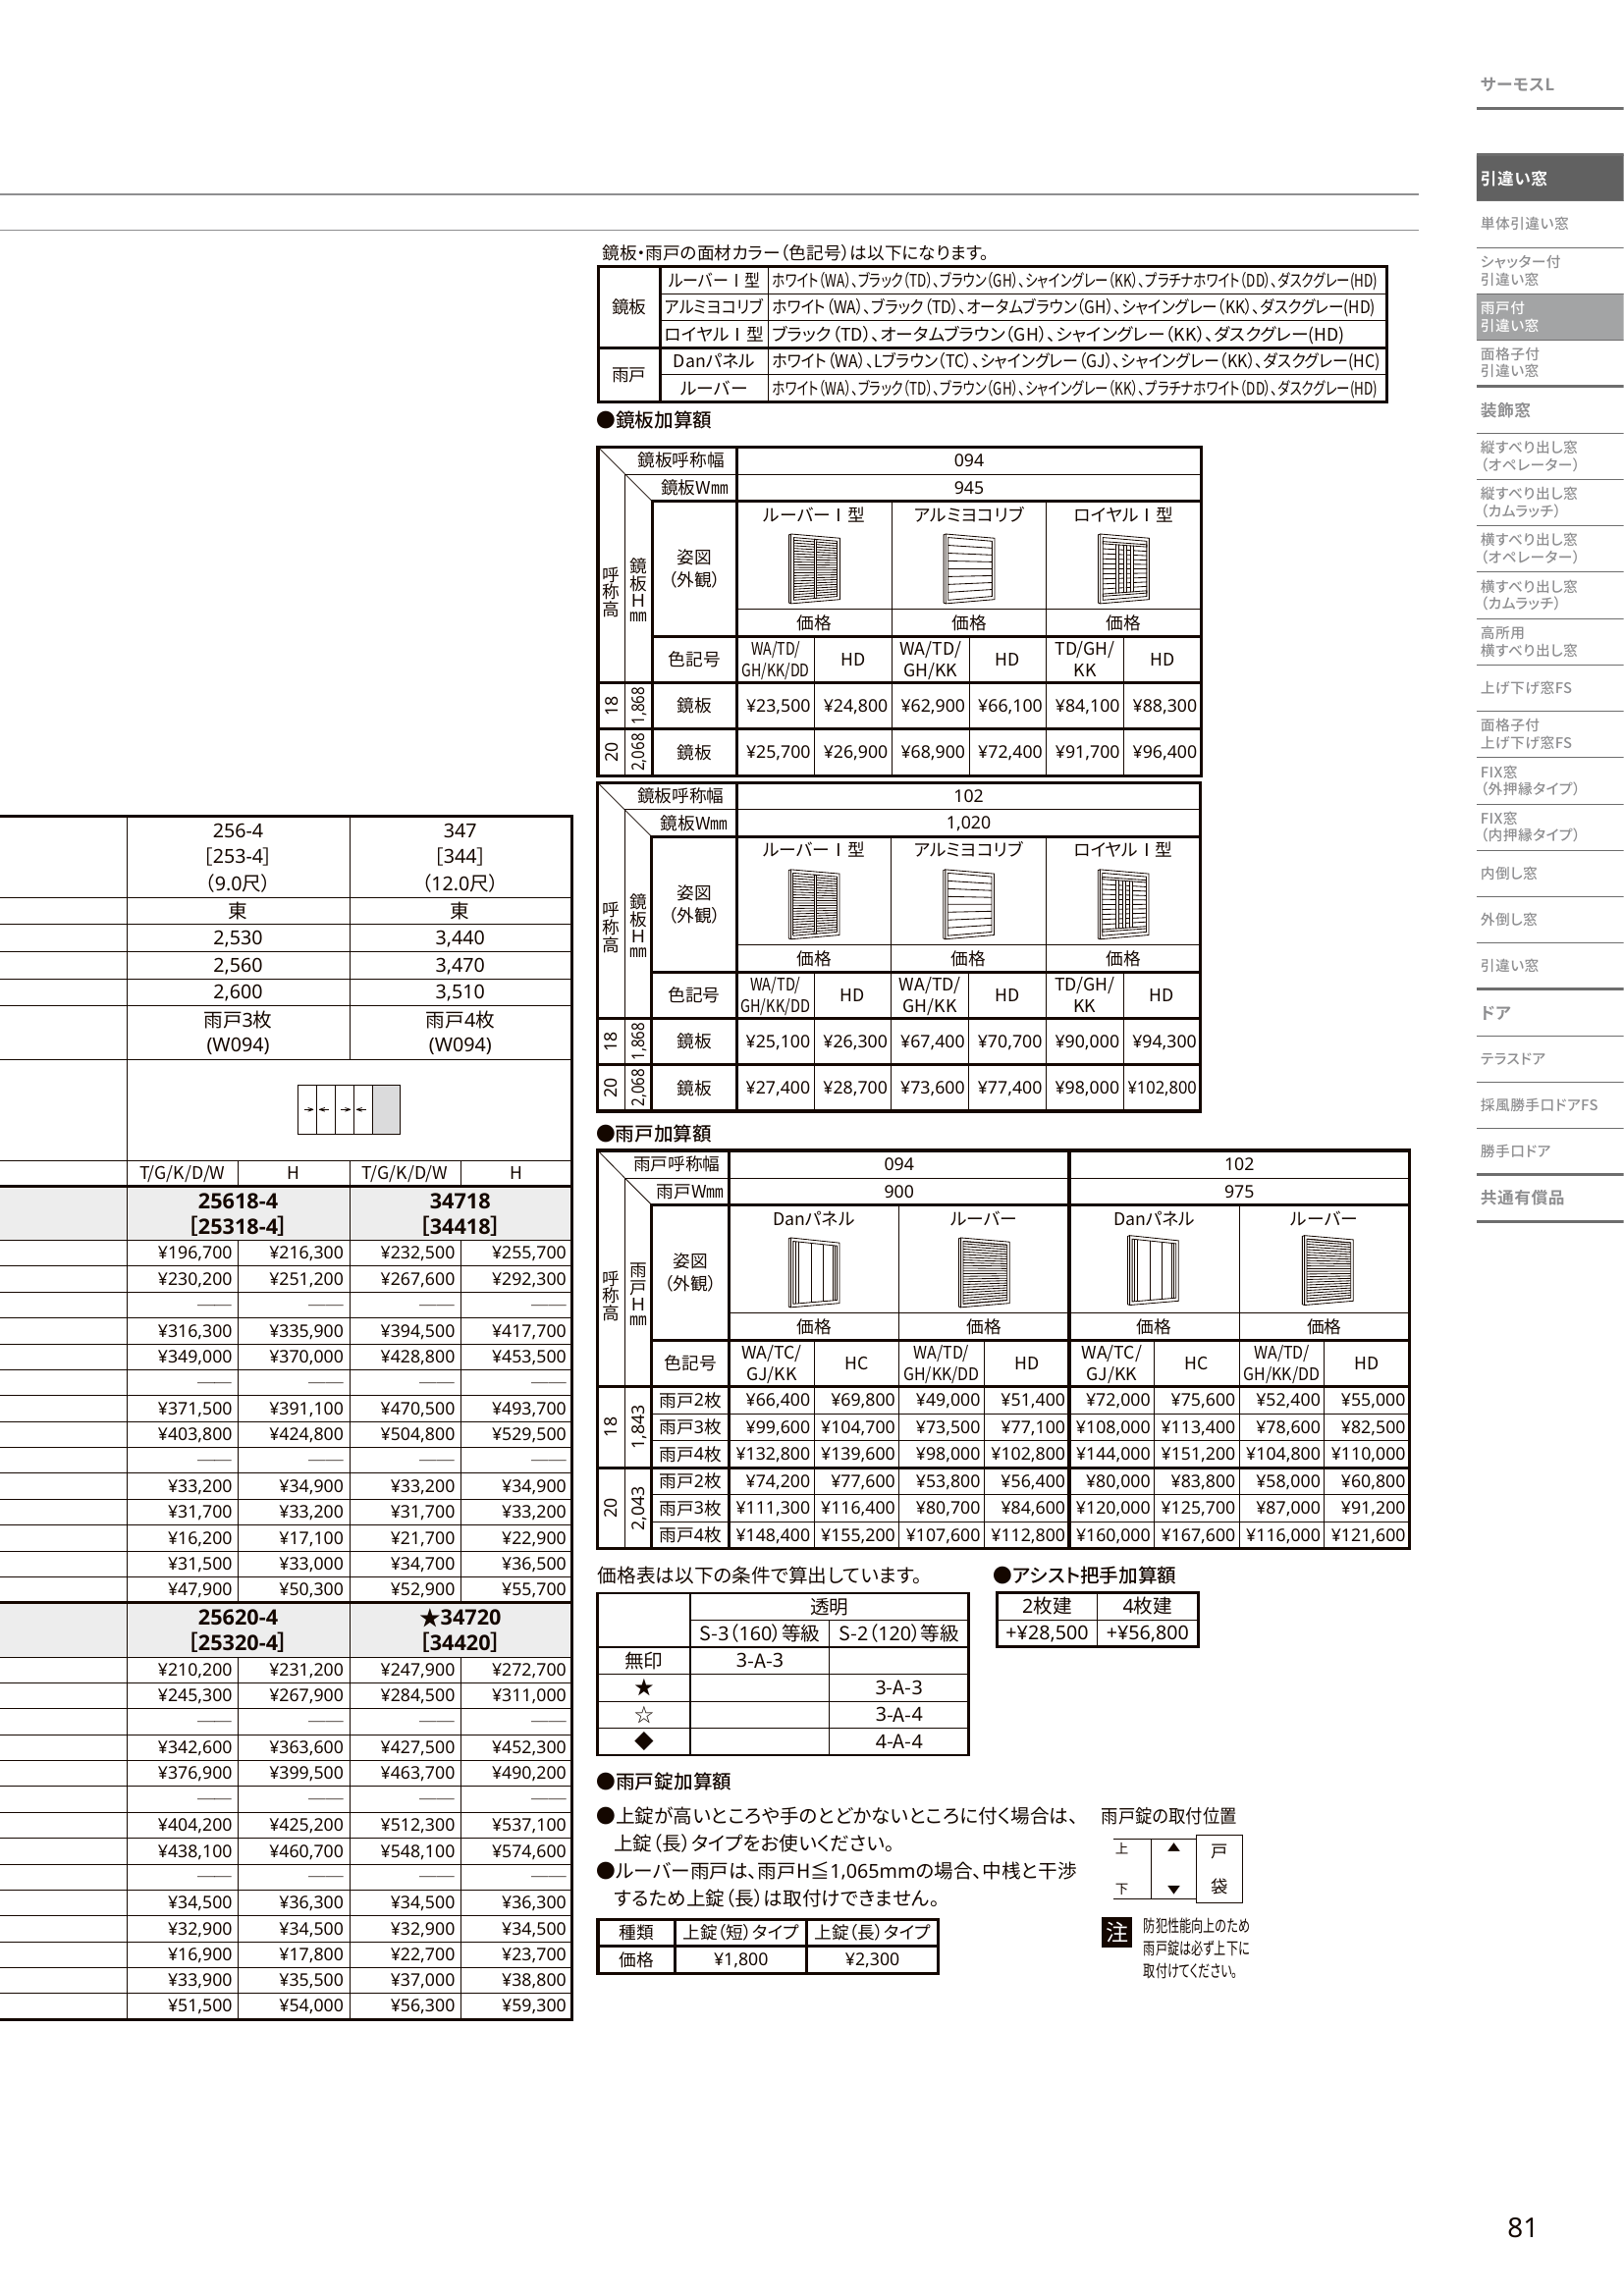 サーモスL
引違い窓
単体引違い窓
シャッター付
引違い窓
雨戸付
引違い窓
面格子付
引違い窓
装飾窓
縦すべり出し窓
（オペレーター）
縦すべり出し窓
（カムラッチ）
横すべり出し窓
（オペレーター）
横すべり出し窓
（カムラッチ）
高所用
横すべり出し窓
上げ下げ窓FS
面格子付
上げ下げ窓FS
FIX窓
（外押縁タイプ）
FIX窓
（内押縁タイプ）
内倒し窓
外倒し窓
引違い窓
ドア
テラスドア
採風勝手口ドアFS
勝手口ドア
共通有償品
256-4 347
［253-4］ ［344］
（9.0尺） （12.0尺）
東 東
2,530 3,440
2,560 3,470
2,600 3,510
雨戸3枚 雨戸4枚
(W094) (W094)
T/G/K/D/W H T/G/K/D/W H
25618-4 34718
［25318-4］ ［34418］
¥196,700 ¥216,300 ¥232,500 ¥255,700
¥230,200 ¥251,200 ¥267,600 ¥292,300
—— —— —— ——
¥316,300 ¥335,900 ¥394,500 ¥417,700
¥349,000 ¥370,000 ¥428,800 ¥453,500
—— —— —— ——
¥371,500 ¥391,100 ¥470,500 ¥493,700
¥403,800 ¥424,800 ¥504,800 ¥529,500
—— —— —— ——
¥33,200 ¥34,900 ¥33,200 ¥34,900
¥31,700 ¥33,200 ¥31,700 ¥33,200
¥16,200 ¥17,100 ¥21,700 ¥22,900
¥31,500 ¥33,000 ¥34,700 ¥36,500
¥47,900 ¥50,300 ¥52,900 ¥55,700
25620-4 ★34720
［25320-4］ ［34420］
¥210,200 ¥231,200 ¥247,900 ¥272,700
¥245,300 ¥267,900 ¥284,500 ¥311,000
—— —— —— ——
¥342,600 ¥363,600 ¥427,500 ¥452,300
¥376,900 ¥399,500 ¥463,700 ¥490,200
—— —— —— ——
¥404,200 ¥425,200 ¥512,300 ¥537,100
¥438,100 ¥460,700 ¥548,100 ¥574,600
—— —— —— ——
¥34,500 ¥36,300 ¥34,500 ¥36,300
¥32,900 ¥34,500 ¥32,900 ¥34,500
¥16,900 ¥17,800 ¥22,700 ¥23,700
¥33,900 ¥35,500 ¥37,000 ¥38,800
¥51,500 ¥54,000 ¥56,300 ¥59,300
鏡板・雨戸の面材カラー（色記号）は以下になります。
鏡板 ルーバーⅠ型 ホワイト（WA）、ブラック（TD）、ブラウン（GH）、シャイングレー（KK）、プラチナホワイト（DD）、ダスクグレー(HD)
アルミヨコリブ ホワイト（WA）、ブラック（TD）、オータムブラウン（GH）、シャイングレー（KK）、ダスクグレー(HD)
ロイヤルⅠ型 ブラック（TD）、オータムブラウン（GH）、シャイングレー（KK）、ダスクグレー(HD)
雨戸 Danパネル ホワイト（WA）、Lブラウン（TC）、シャイングレー（GJ）、シャイングレー（KK）、ダスクグレー(HC)
ルーバー ホワイト（WA）、ブラック（TD）、ブラウン（GH）、シャイングレー（KK）、プラチナホワイト（DD）、ダスクグレー(HD)
●鏡板加算額
鏡板呼称幅 094
鏡板W㎜ 945
呼称高 鏡板H㎜ 姿図（外観） ルーバーⅠ型 アルミヨコリブ ロイヤルⅠ型
価格 価格 価格
色記号 WA/TD/GH/KK/DD HD WA/TD/GH/KK HD TD/GH/KK HD
18 1,868 鏡板 ¥23,500 ¥24,800 ¥62,900 ¥66,100 ¥84,100 ¥88,300
20 2,068 鏡板 ¥25,700 ¥26,900 ¥68,900 ¥72,400 ¥91,700 ¥96,400
鏡板呼称幅 102
鏡板W㎜ 1,020
呼称高 鏡板H㎜ 姿図（外観） ルーバーⅠ型 アルミヨコリブ ロイヤルⅠ型
価格 価格 価格
色記号 WA/TD/GH/KK/DD HD WA/TD/GH/KK HD TD/GH/KK HD
18 1,868 鏡板 ¥25,100 ¥26,300 ¥67,400 ¥70,700 ¥90,000 ¥94,300
20 2,068 鏡板 ¥27,400 ¥28,700 ¥73,600 ¥77,400 ¥98,000 ¥102,800
●雨戸加算額
雨戸呼称幅 094 102
雨戸W㎜ 900 975
呼称高 雨戸H㎜ 姿図（外観） Danパネル ルーバー Danパネル ルーバー
価格 価格 価格 価格
色記号 WA/TC/GJ/KK HC WA/TD/GH/KK/DD HD WA/TC/GJ/KK HC WA/TD/GH/KK/DD HD
18 1,843 雨戸2枚 ¥66,400 ¥69,800 ¥49,000 ¥51,400 ¥72,000 ¥75,600 ¥52,400 ¥55,000
雨戸3枚 ¥99,600 ¥104,700 ¥73,500 ¥77,100 ¥108,000 ¥113,400 ¥78,600 ¥82,500
雨戸4枚 ¥132,800 ¥139,600 ¥98,000 ¥102,800 ¥144,000 ¥151,200 ¥104,800 ¥110,000
20 2,043 雨戸2枚 ¥74,200 ¥77,600 ¥53,800 ¥56,400 ¥80,000 ¥83,800 ¥58,000 ¥60,800
雨戸3枚 ¥111,300 ¥116,400 ¥80,700 ¥84,600 ¥120,000 ¥125,700 ¥87,000 ¥91,200
雨戸4枚 ¥148,400 ¥155,200 ¥107,600 ¥112,800 ¥160,000 ¥167,600 ¥116,000 ¥121,600
価格表は以下の条件で算出しています。
透明
S-3（160）等級 S-2（120）等級
無印 3-A-3
★ 3-A-3
☆ 3-A-4
◆ 4-A-4
●アシスト把手加算額
2枚建 4枚建
+¥28,500 +¥56,800
●雨戸錠加算額
●上錠が高いところや手のとどかないところに付く場合は、
上錠（長）タイプをお使いください。
●ルーバー雨戸は、雨戸H≦1,065mmの場合、中桟と干渉
するため上錠（長）は取付けできません。
種類 上錠（短）タイプ 上錠（長）タイプ
価格 ¥1,800 ¥2,300
雨戸錠の取付位置
上 ▲ 戸
下 ▼ 袋
注 防犯性能向上のため
雨戸錠は必ず上下に
取付けてください。
81